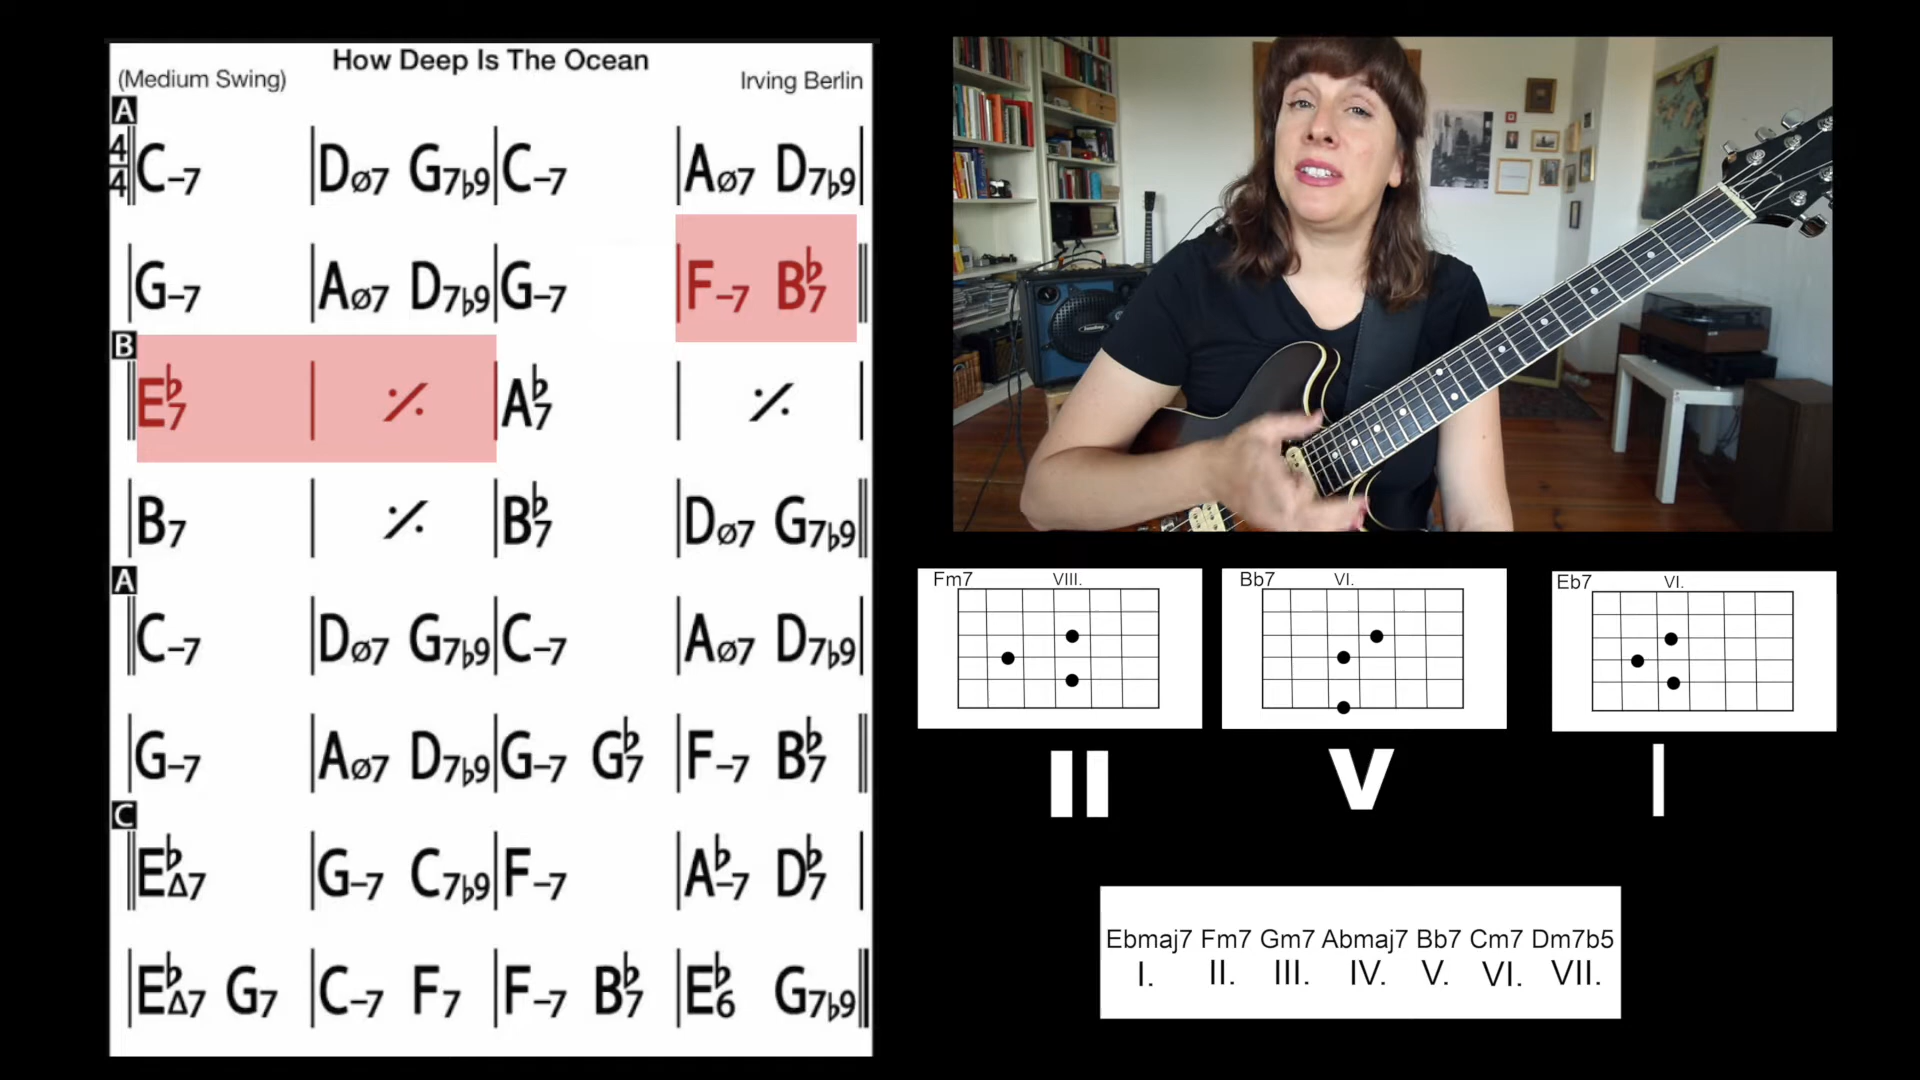 How Deep Is The Ocean
(Medium Swing) Irving Berlin
A
4/4 C–7 | Dø7 G7♭9 | C–7 | Aø7 D7♭9 |
G–7 | Aø7 D7♭9 | G–7 | F–7 B♭7 ||
B
E♭7 | 𝄎 | A♭7 | 𝄎 |
B7 | 𝄎 | B♭7 | Dø7 G7♭9 ||
A
C–7 | Dø7 G7♭9 | C–7 | Aø7 D7♭9 |
G–7 | Aø7 D7♭9 | G–7 G♭7 | F–7 B♭7 ||
C
E♭Δ7 | G–7 C7♭9 | F–7 | A♭–7 D♭7 |
E♭Δ7 G7 | C–7 F7 | F–7 B♭7 | E♭6 G7♭9 ||
Fm7 VIII.
Bb7 VI.
Eb7 VI.
II V I
Ebmaj7 Fm7 Gm7 Abmaj7 Bb7 Cm7 Dm7b5
I. II. III. IV. V. VI. VII.